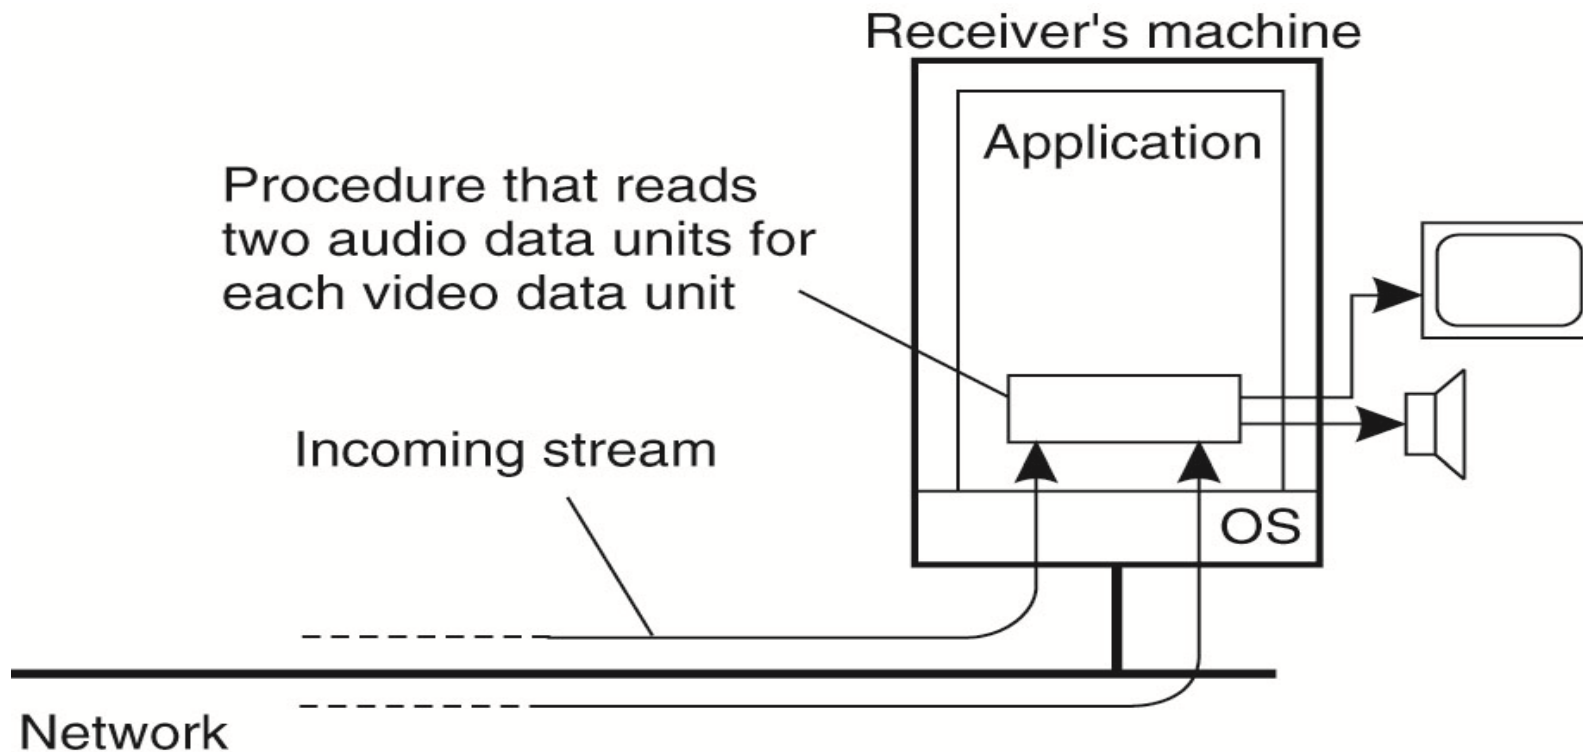 Receiver's machine
Application
Procedure that reads
two audio data units for
each video data unit
Incoming stream
OS
Network